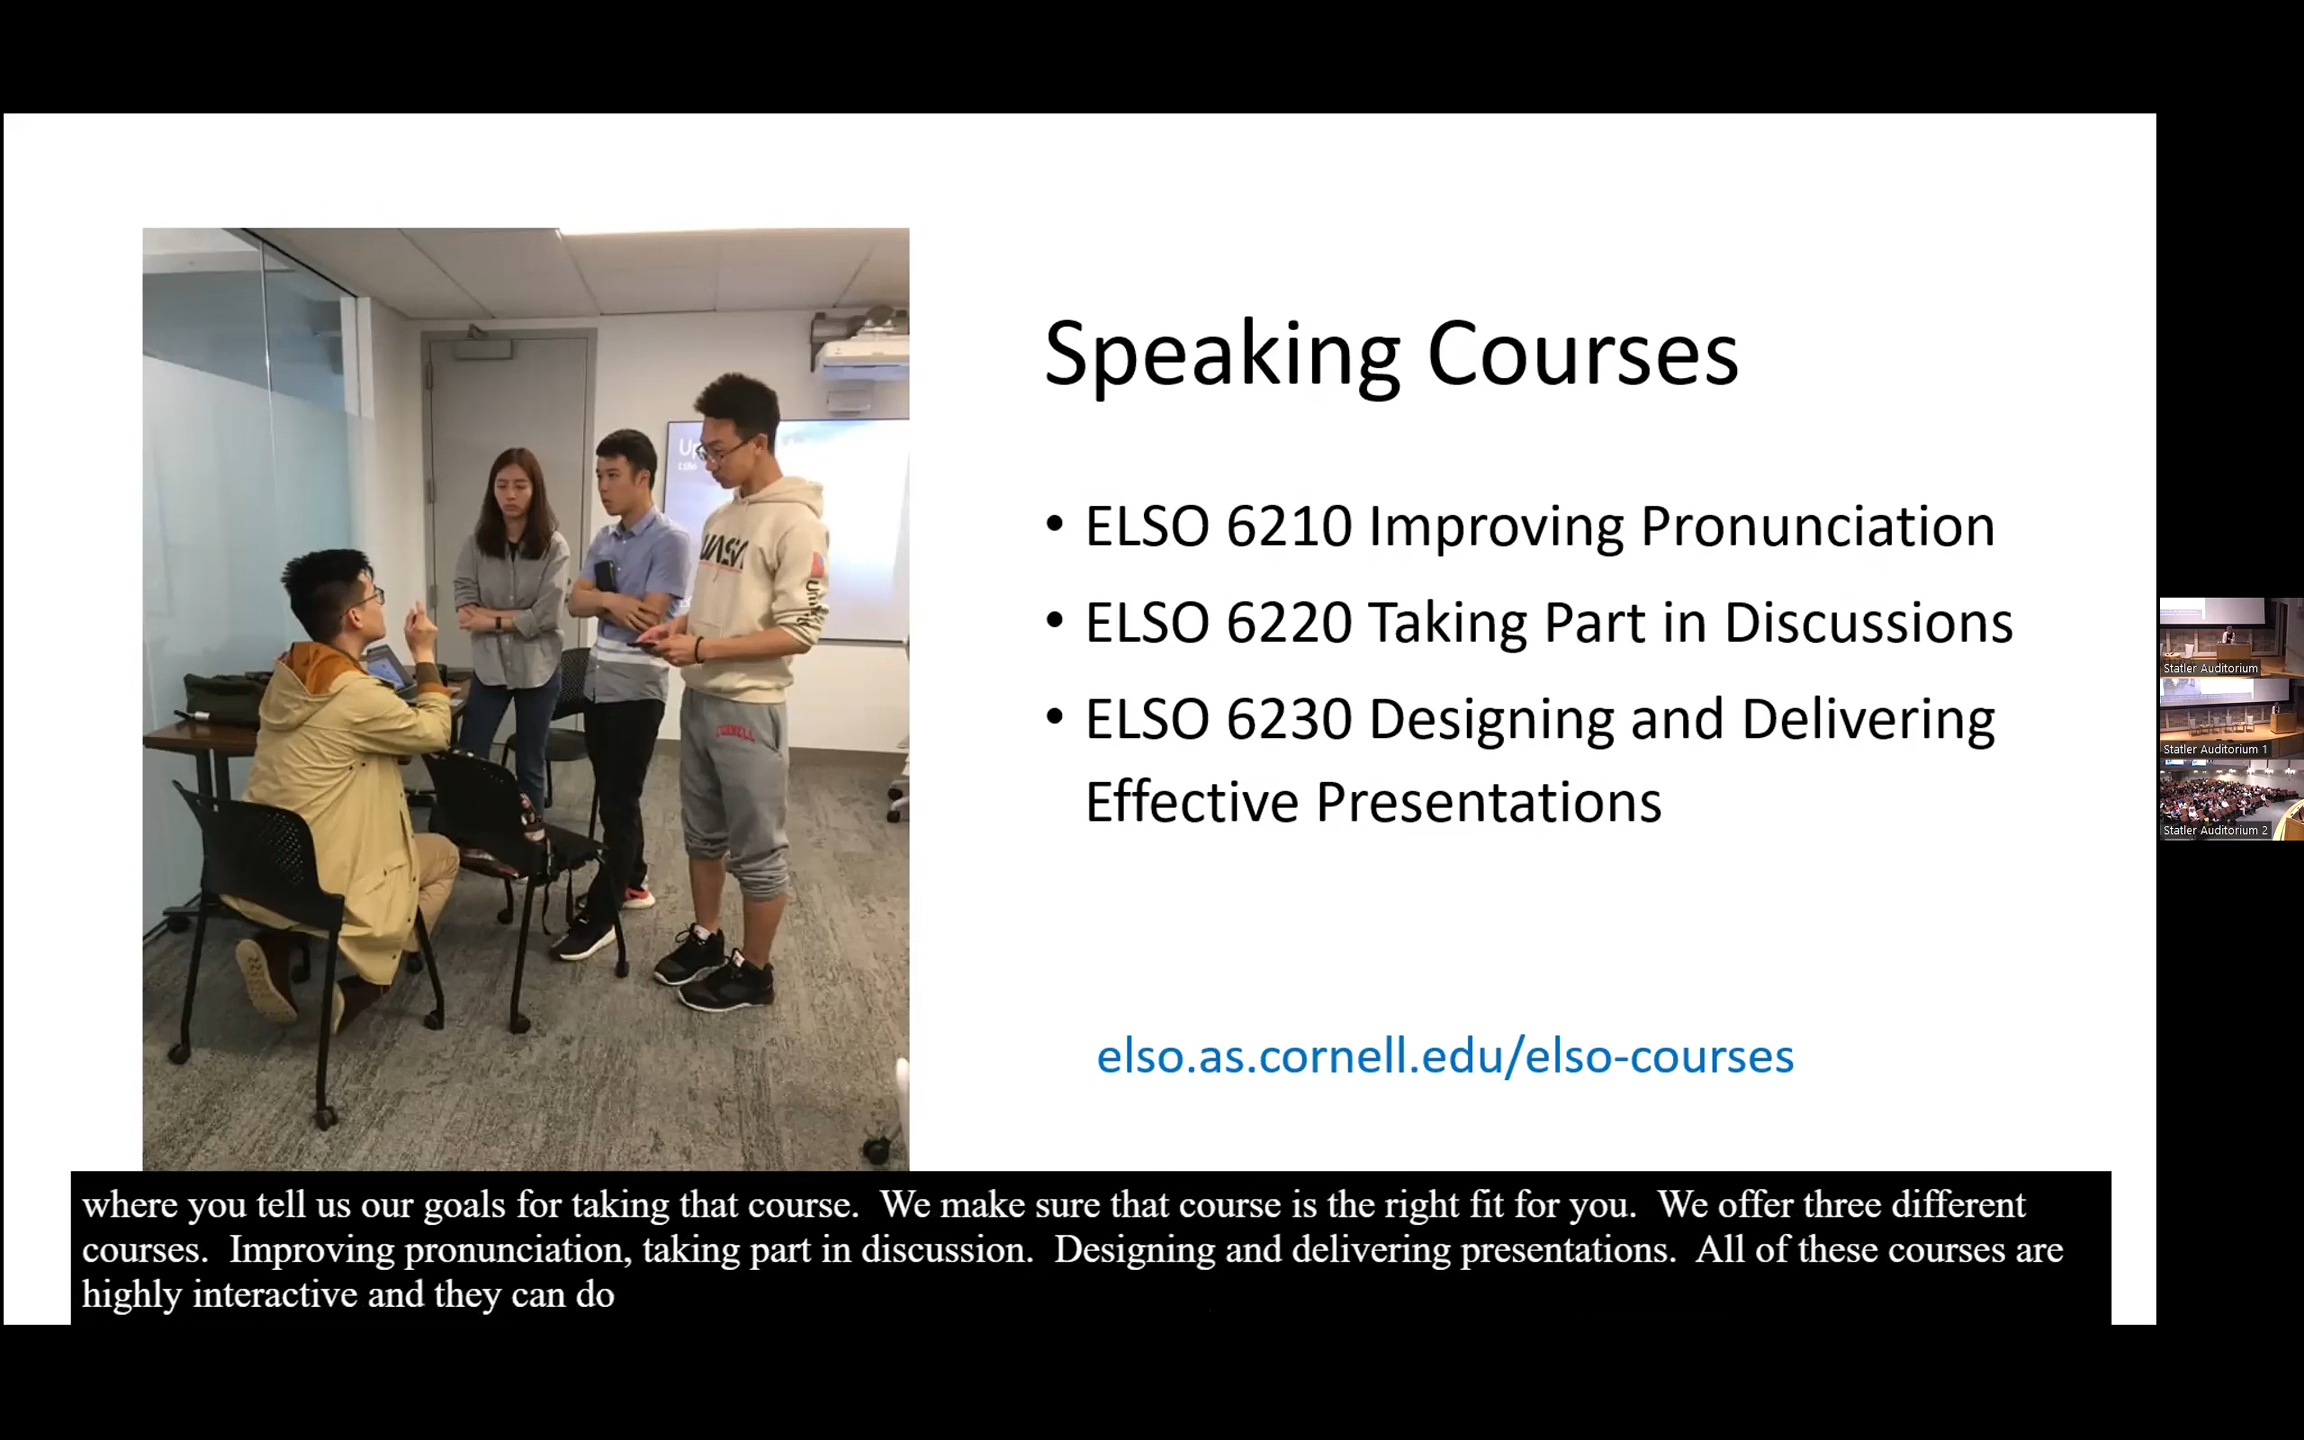 Speaking Courses
• ELSO 6210 Improving Pronunciation
• ELSO 6220 Taking Part in Discussions
• ELSO 6230 Designing and Delivering
Effective Presentations
elso.as.cornell.edu/elso-courses
NASA
CORNELL
Statler Auditorium
Statler Auditorium 1
Statler Auditorium 2
where you tell us our goals for taking that course.  We make sure that course is the right fit for you.  We offer three different
courses.  Improving pronunciation, taking part in discussion.  Designing and delivering presentations.  All of these courses are
highly interactive and they can do